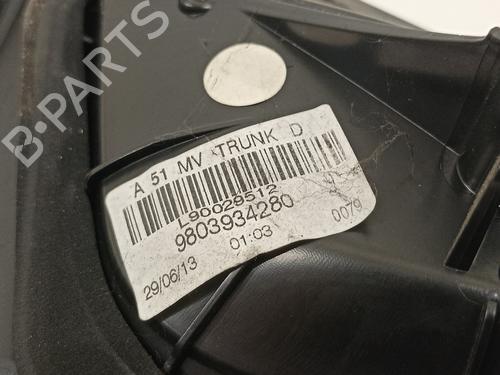 A 51 MV TRUNK D
L90029512
9803934280
29/06/13 01:03 0079
B-PARTS